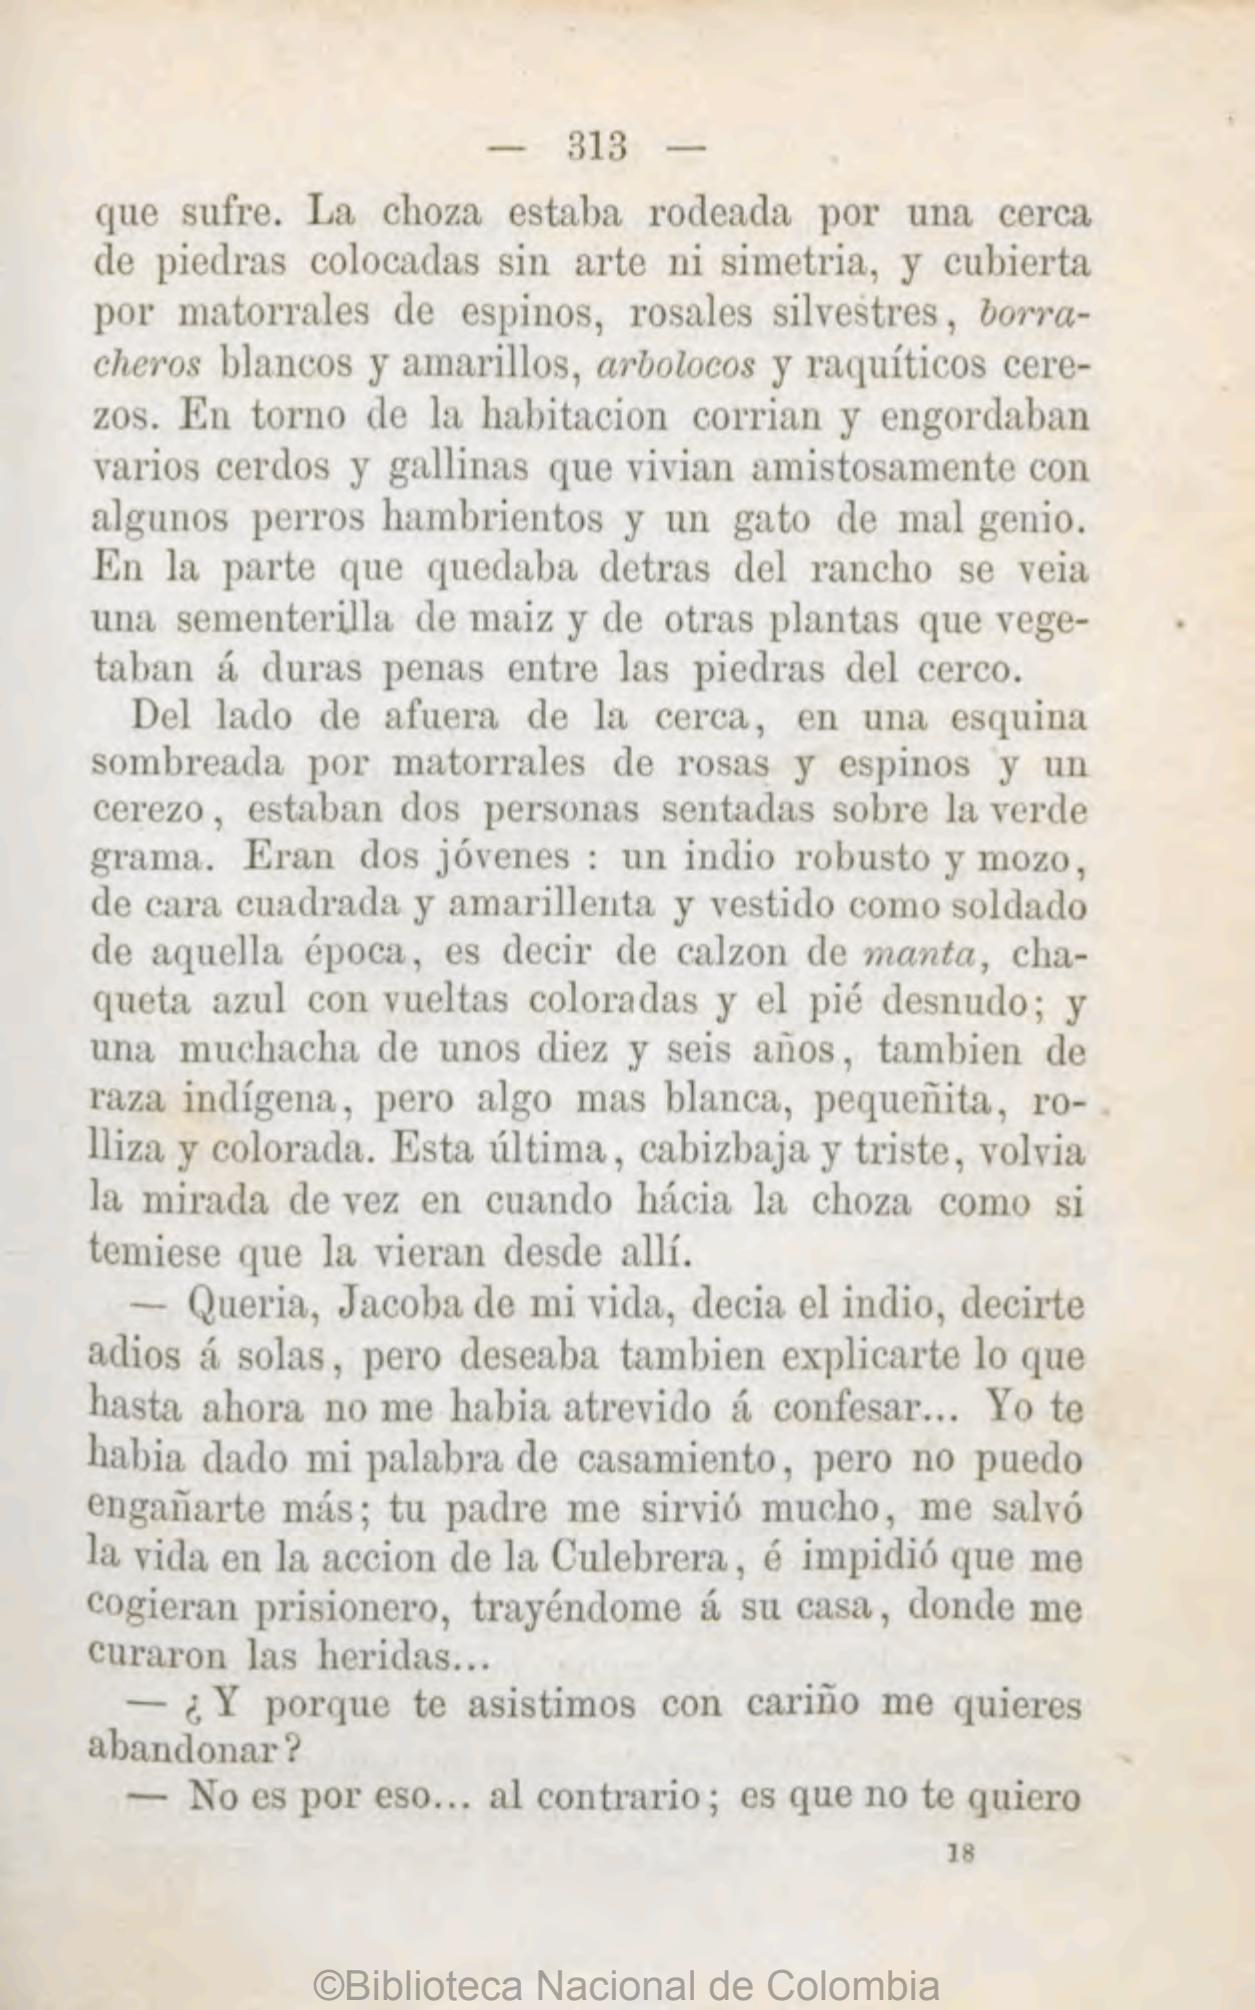 — 313 —
que sufre. La choza estaba rodeada por una cerca
de piedras colocadas sin arte ni simetria, y cubierta
por matorrales de espinos, rosales silvestres, borra-
cheros blancos y amarillos, arbolocos y raquíticos cere-
zos. En torno de la habitacion corrian y engordaban
varios cerdos y gallinas que vivian amistosamente con
algunos perros hambrientos y un gato de mal genio.
En la parte que quedaba detras del rancho se veia
una sementerilla de maiz y de otras plantas que vege-
taban á duras penas entre las piedras del cerco.
Del lado de afuera de la cerca, en una esquina
sombreada por matorrales de rosas y espinos y un
cerezo, estaban dos personas sentadas sobre la verde
grama. Eran dos jóvenes : un indio robusto y mozo,
de cara cuadrada y amarillenta y vestido como soldado
de aquella época, es decir de calzon de manta, cha-
queta azul con vueltas coloradas y el pié desnudo; y
una muchacha de unos diez y seis años, tambien de
raza indígena, pero algo mas blanca, pequeñita, ro-
lliza y colorada. Esta última, cabizbaja y triste, volvia
la mirada de vez en cuando hácia la choza como si
temiese que la vieran desde allí.
— Queria, Jacoba de mi vida, decia el indio, decirte
adios á solas, pero deseaba tambien explicarte lo que
hasta ahora no me habia atrevido á confesar... Yo te
habia dado mi palabra de casamiento, pero no puedo
engañarte más; tu padre me sirvió mucho, me salvó
la vida en la accion de la Culebrera, é impidió que me
cogieran prisionero, trayéndome á su casa, donde me
curaron las heridas...
— ¿ Y porque te asistimos con cariño me quieres
abandonar?
— No es por eso... al contrario; es que no te quiero
18
©Biblioteca Nacional de Colombia